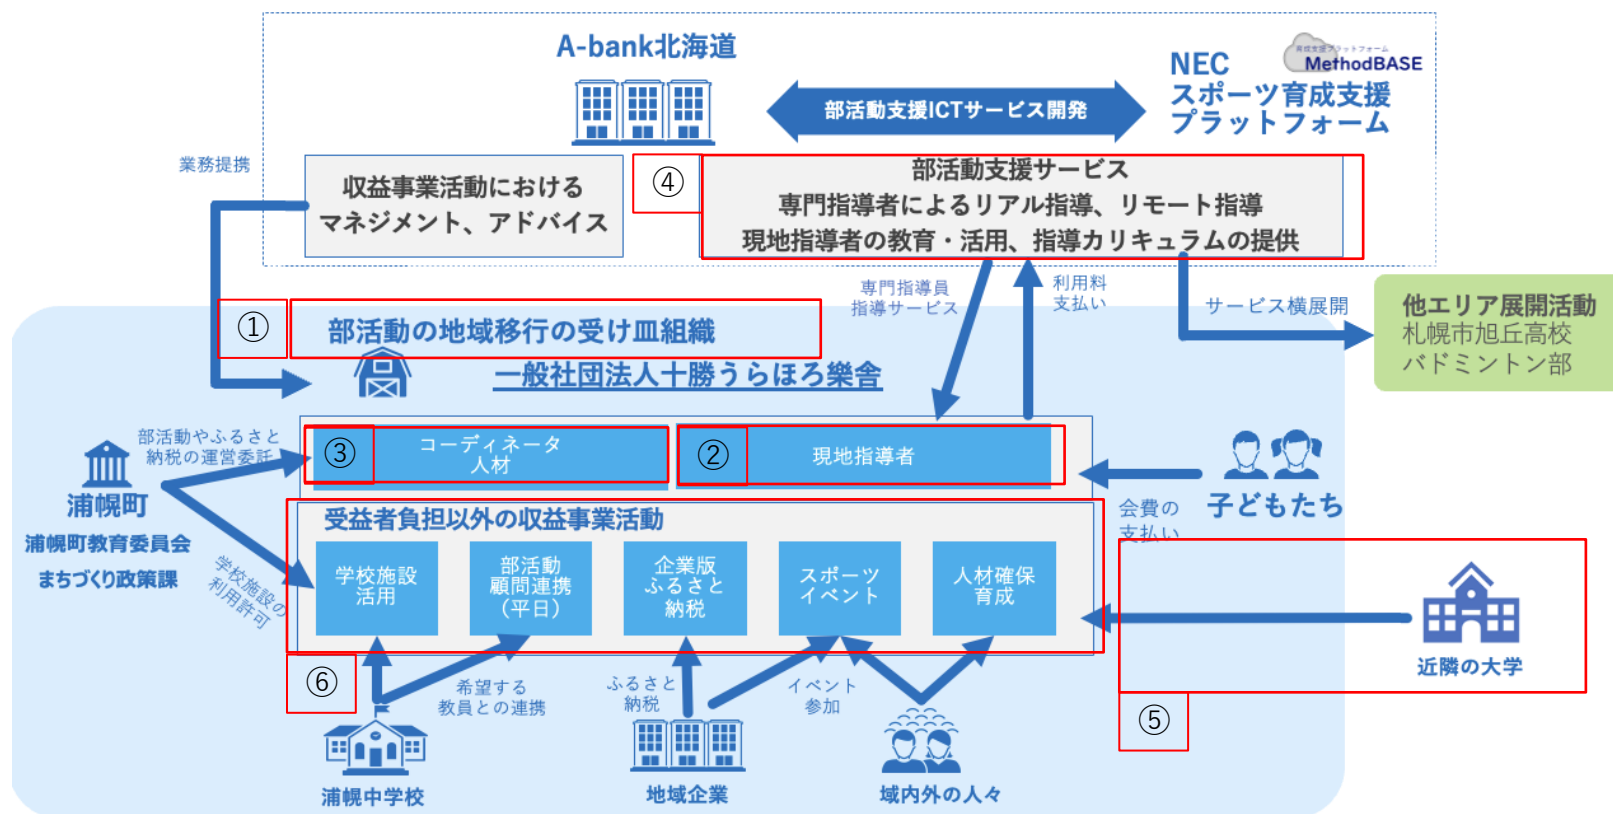 A-bank北海道
育成支援プラットフォーム
MethodBASE
NEC
スポーツ育成支援
プラットフォーム
部活動支援ICTサービス開発
業務提携
収益事業活動における
マネジメント、アドバイス
④
部活動支援サービス
専門指導者によるリアル指導、リモート指導
現地指導者の教育・活用、指導カリキュラムの提供
専門指導員
指導サービス
利用料
支払い
サービス横展開
他エリア展開活動
札幌市旭丘高校
バドミントン部
①
部活動の地域移行の受け皿組織
一般社団法人十勝うらほろ樂舎
部活動やふるさと
納税の運営委託
③
コーディネータ
人材
②
現地指導者
浦幌町
浦幌町教育委員会
まちづくり政策課
学校施設の
利用許可
会費の
支払い
子どもたち
受益者負担以外の収益事業活動
学校施設
活用
部活動
顧問連携
（平日）
企業版
ふるさと
納税
スポーツ
イベント
人材確保
育成
近隣の大学
⑤
⑥
希望する
教員との連携
ふるさと
納税
イベント
参加
浦幌中学校
地域企業
域内外の人々